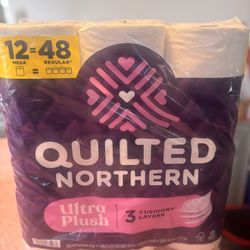 12=48
MEGA = REGULAR*
QUILTED
NORTHERN®
Ultra
Plush
3 CUSHIONY
LAYERS